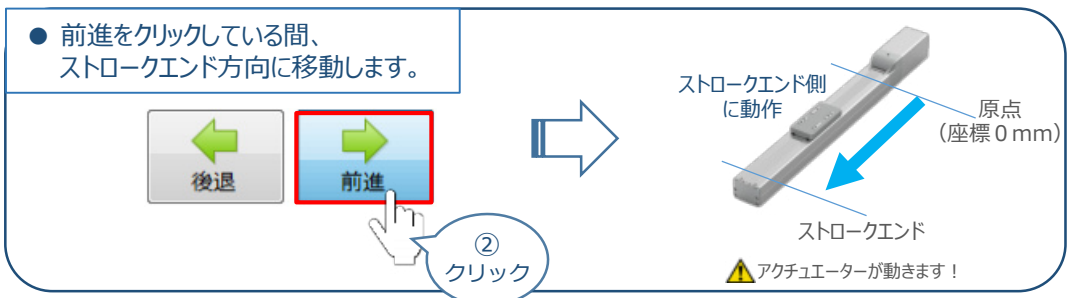 ● 前進をクリックしている間、
ストロークエンド方向に移動します。
後退
前進
②
クリック
ストロークエンド側
に動作
原点
（座標０mm）
ストロークエンド
アクチュエーターが動きます！